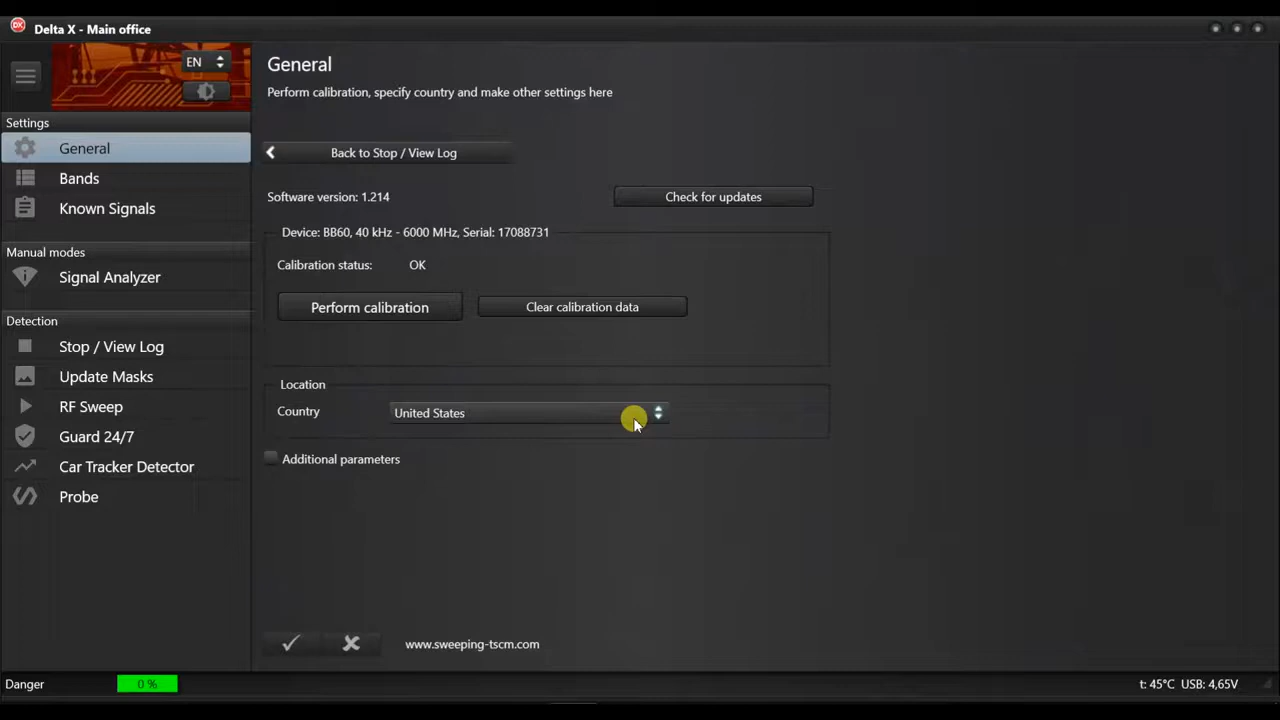 DX Delta X - Main office
EN
General
Perform calibration, specify country and make other settings here
Settings
General
Bands
Known Signals
Manual modes
Signal Analyzer
Detection
Stop / View Log
Update Masks
RF Sweep
Guard 24/7
Car Tracker Detector
Probe
Back to Stop / View Log
Software version: 1.214
Check for updates
Device: BB60, 40 kHz - 6000 MHz, Serial: 17088731
Calibration status: OK
Perform calibration
Clear calibration data
Location
Country United States
Additional parameters
www.sweeping-tscm.com
Danger 0 %
t: 45°C USB: 4,65V